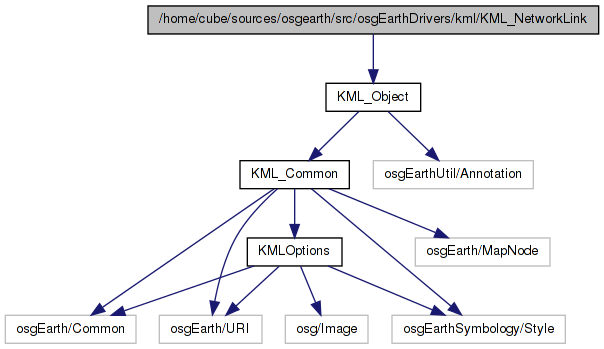 /home/cube/sources/osgearth/src/osgEarthDrivers/kml/KML_NetworkLink
KML_Object
KML_Common
osgEarthUtil/Annotation
KMLOptions
osgEarth/MapNode
osgEarth/Common
osgEarth/URI
osg/Image
osgEarthSymbology/Style